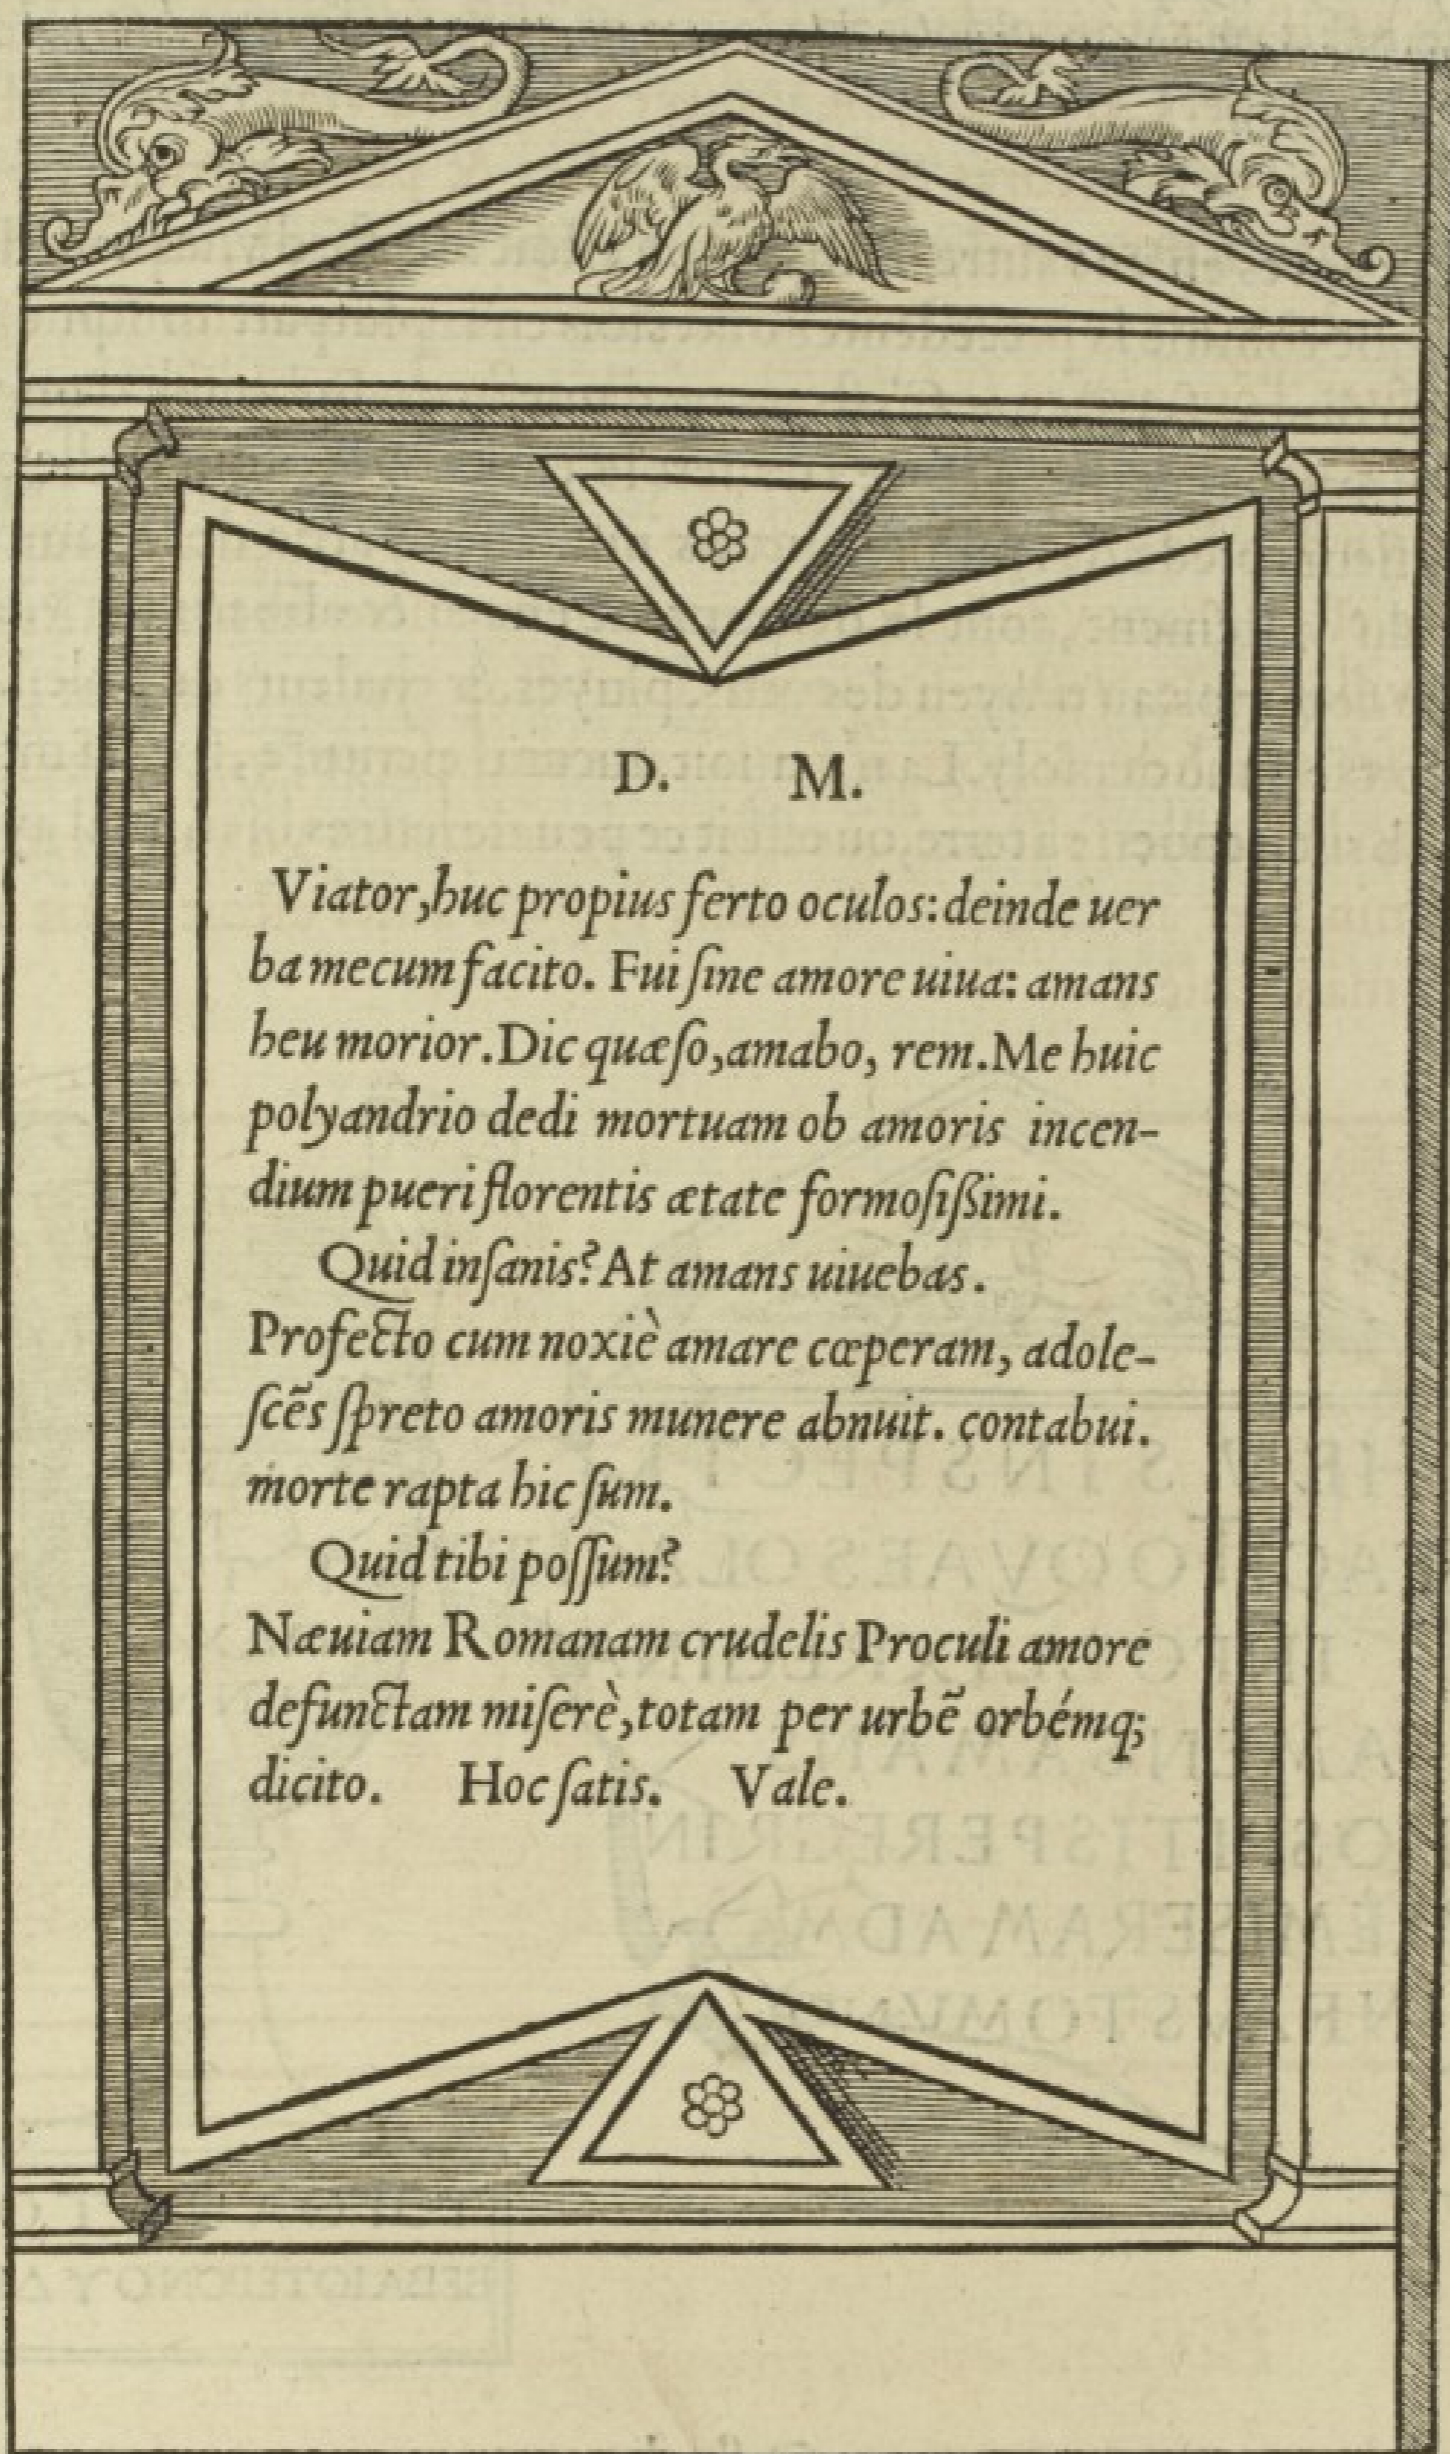 D. M.
Viator,huc propius ferto oculos:deinde uer
ba mecum facito. Fui ſine amore uiua: amans
heu morior.Dic quæſo,amabo, rem.Me huic
polyandrio dedi mortuam ob amoris incen-
dium pueri florentis ætate formoſißimi.
Quid inſanis? At amans uiuebas.
Profecto cum noxiè amare cœperam, adole-
ſcẽs ſpreto amoris munere abnuit. contabui.
morte rapta hic ſum.
Quid tibi poſſum?
Næuiam Romanam crudelis Proculi amore
defunctam miſerè,totam per urbẽ orbémq;
dicito. Hoc ſatis. Vale.